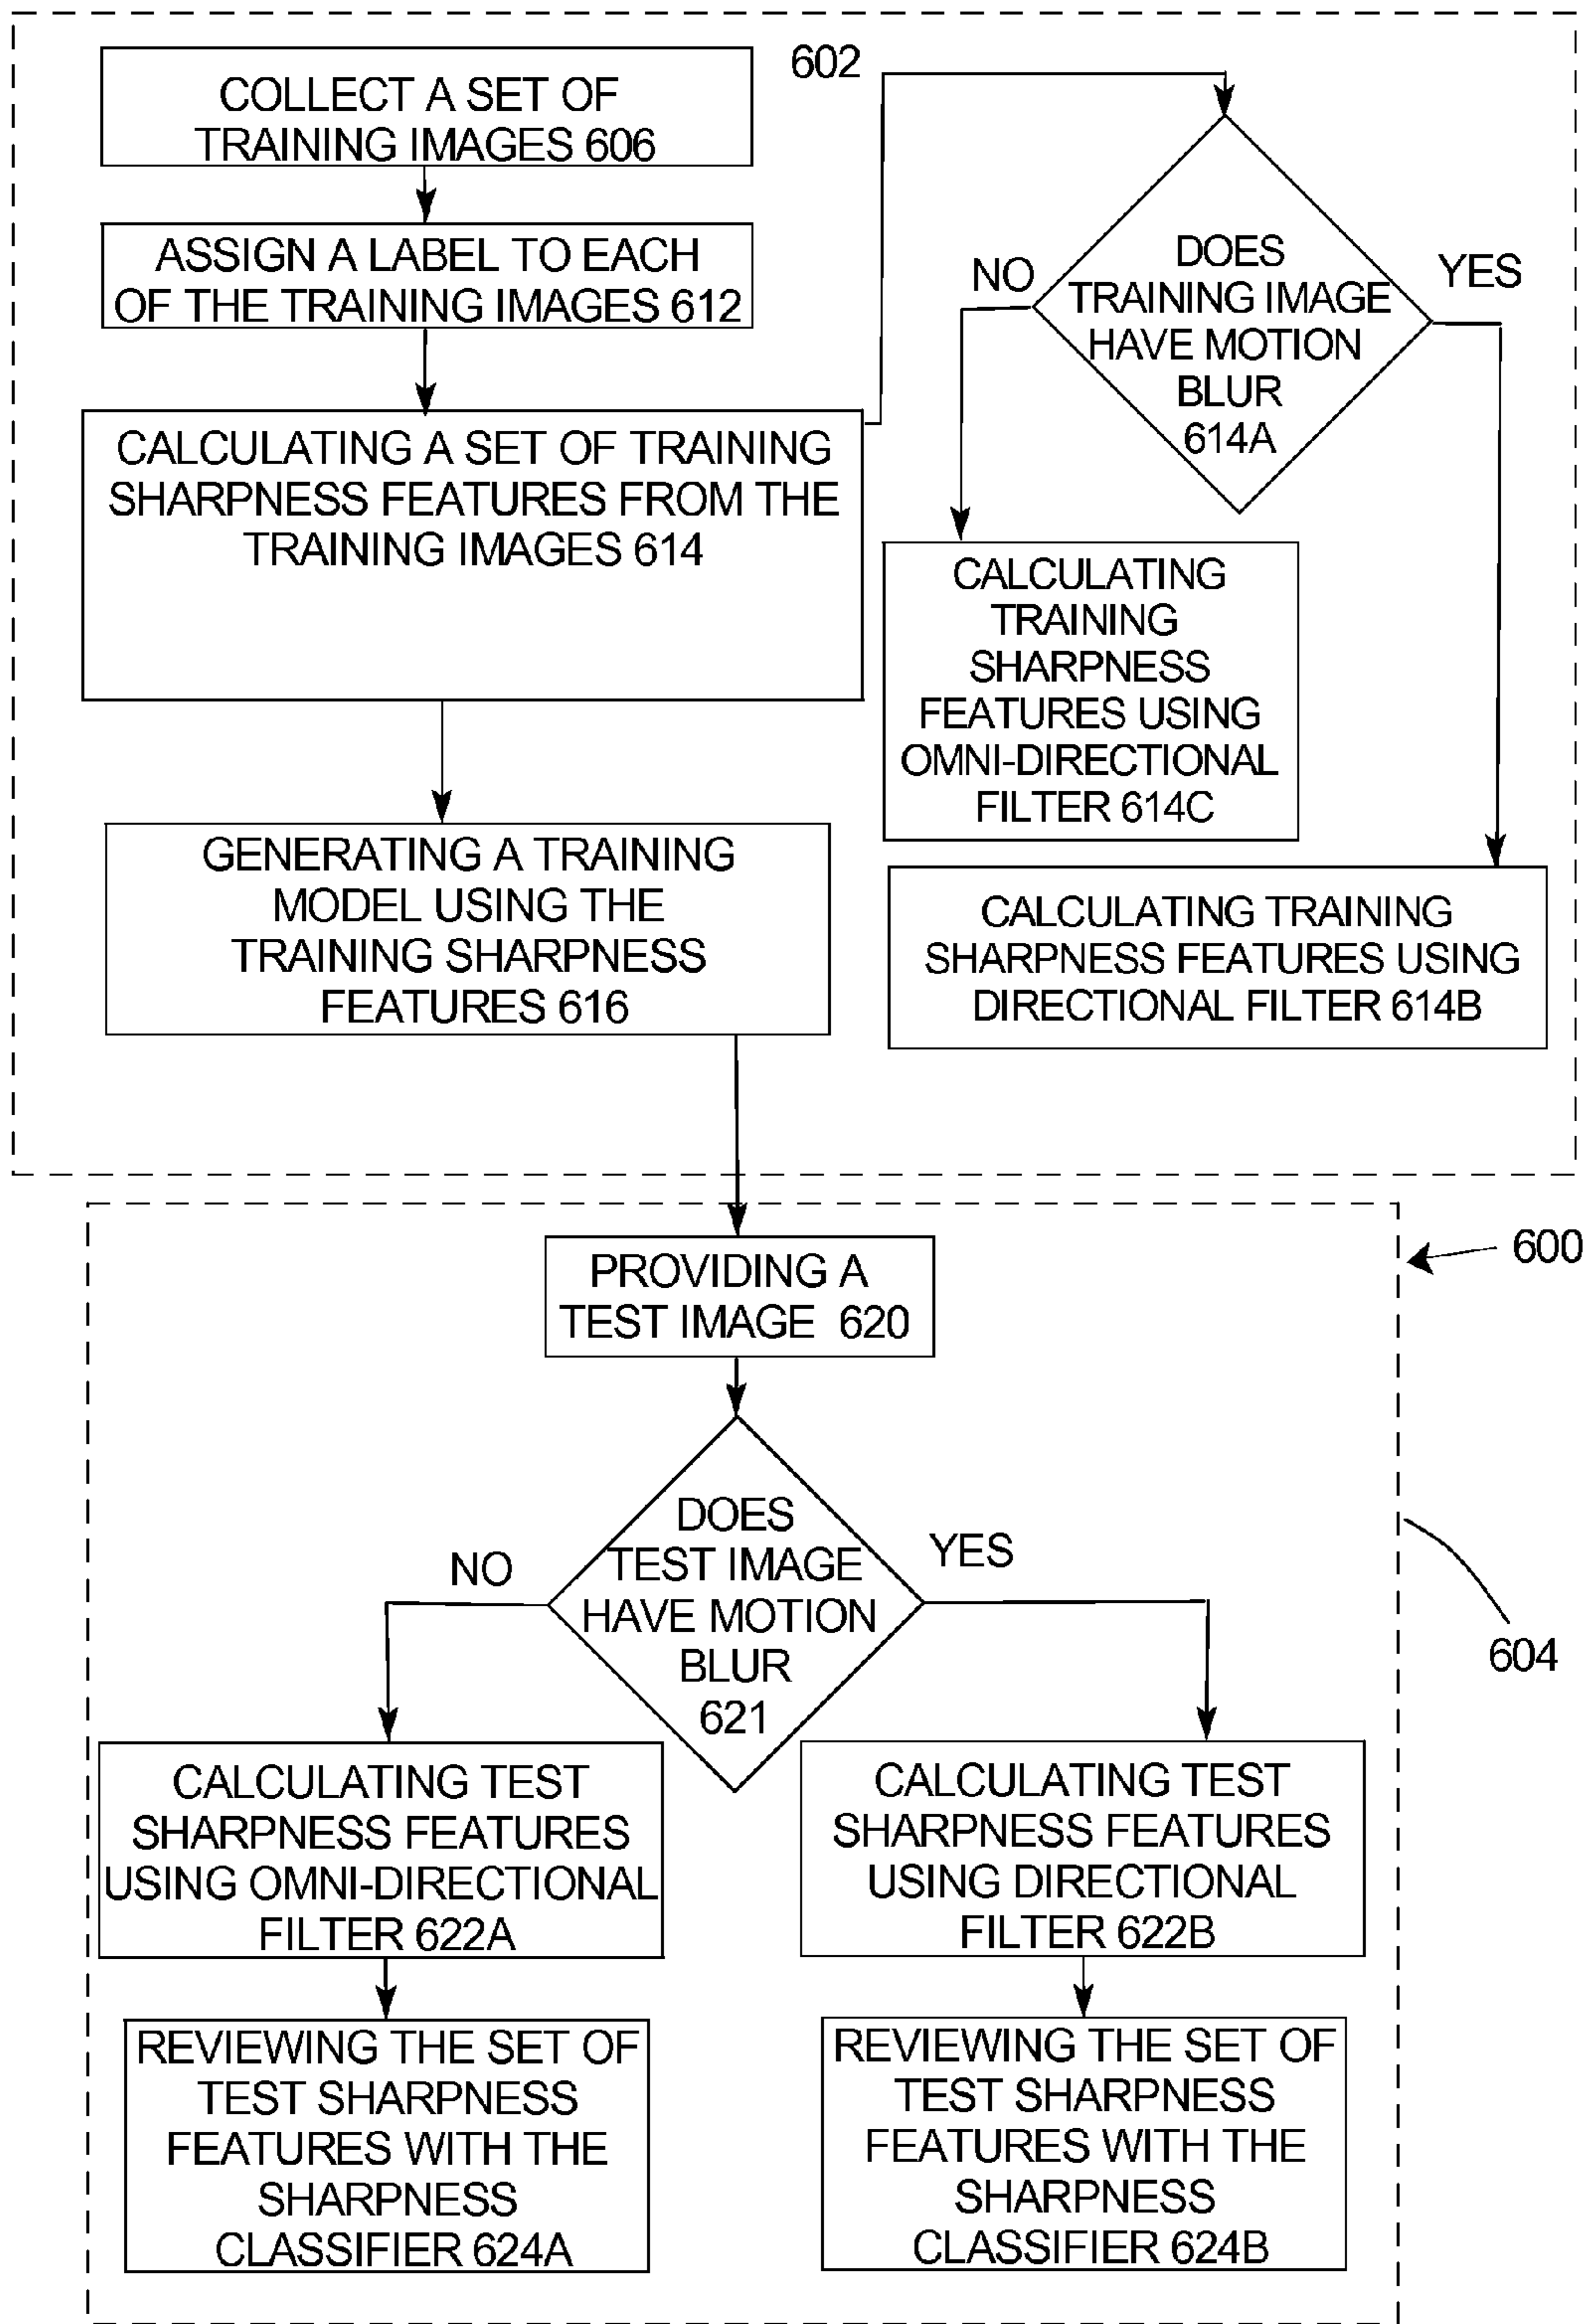 COLLECT A SET OF
TRAINING IMAGES 606
ASSIGN A LABEL TO EACH
OF THE TRAINING IMAGES 612
CALCULATING A SET OF TRAINING
SHARPNESS FEATURES FROM THE
TRAINING IMAGES 614
GENERATING A TRAINING
MODEL USING THE
TRAINING SHARPNESS
FEATURES 616
602
DOES
TRAINING IMAGE
HAVE MOTION
BLUR
614A
NO
YES
CALCULATING
TRAINING
SHARPNESS
FEATURES USING
OMNI-DIRECTIONAL
FILTER 614C
CALCULATING TRAINING
SHARPNESS FEATURES USING
DIRECTIONAL FILTER 614B
600
PROVIDING A
TEST IMAGE 620
604
DOES
TEST IMAGE
HAVE MOTION
BLUR
621
NO
YES
CALCULATING TEST
SHARPNESS FEATURES
USING OMNI-DIRECTIONAL
FILTER 622A
CALCULATING TEST
SHARPNESS FEATURES
USING DIRECTIONAL
FILTER 622B
REVIEWING THE SET OF
TEST SHARPNESS
FEATURES WITH THE
SHARPNESS
CLASSIFIER 624A
REVIEWING THE SET OF
TEST SHARPNESS
FEATURES WITH THE
SHARPNESS
CLASSIFIER 624B